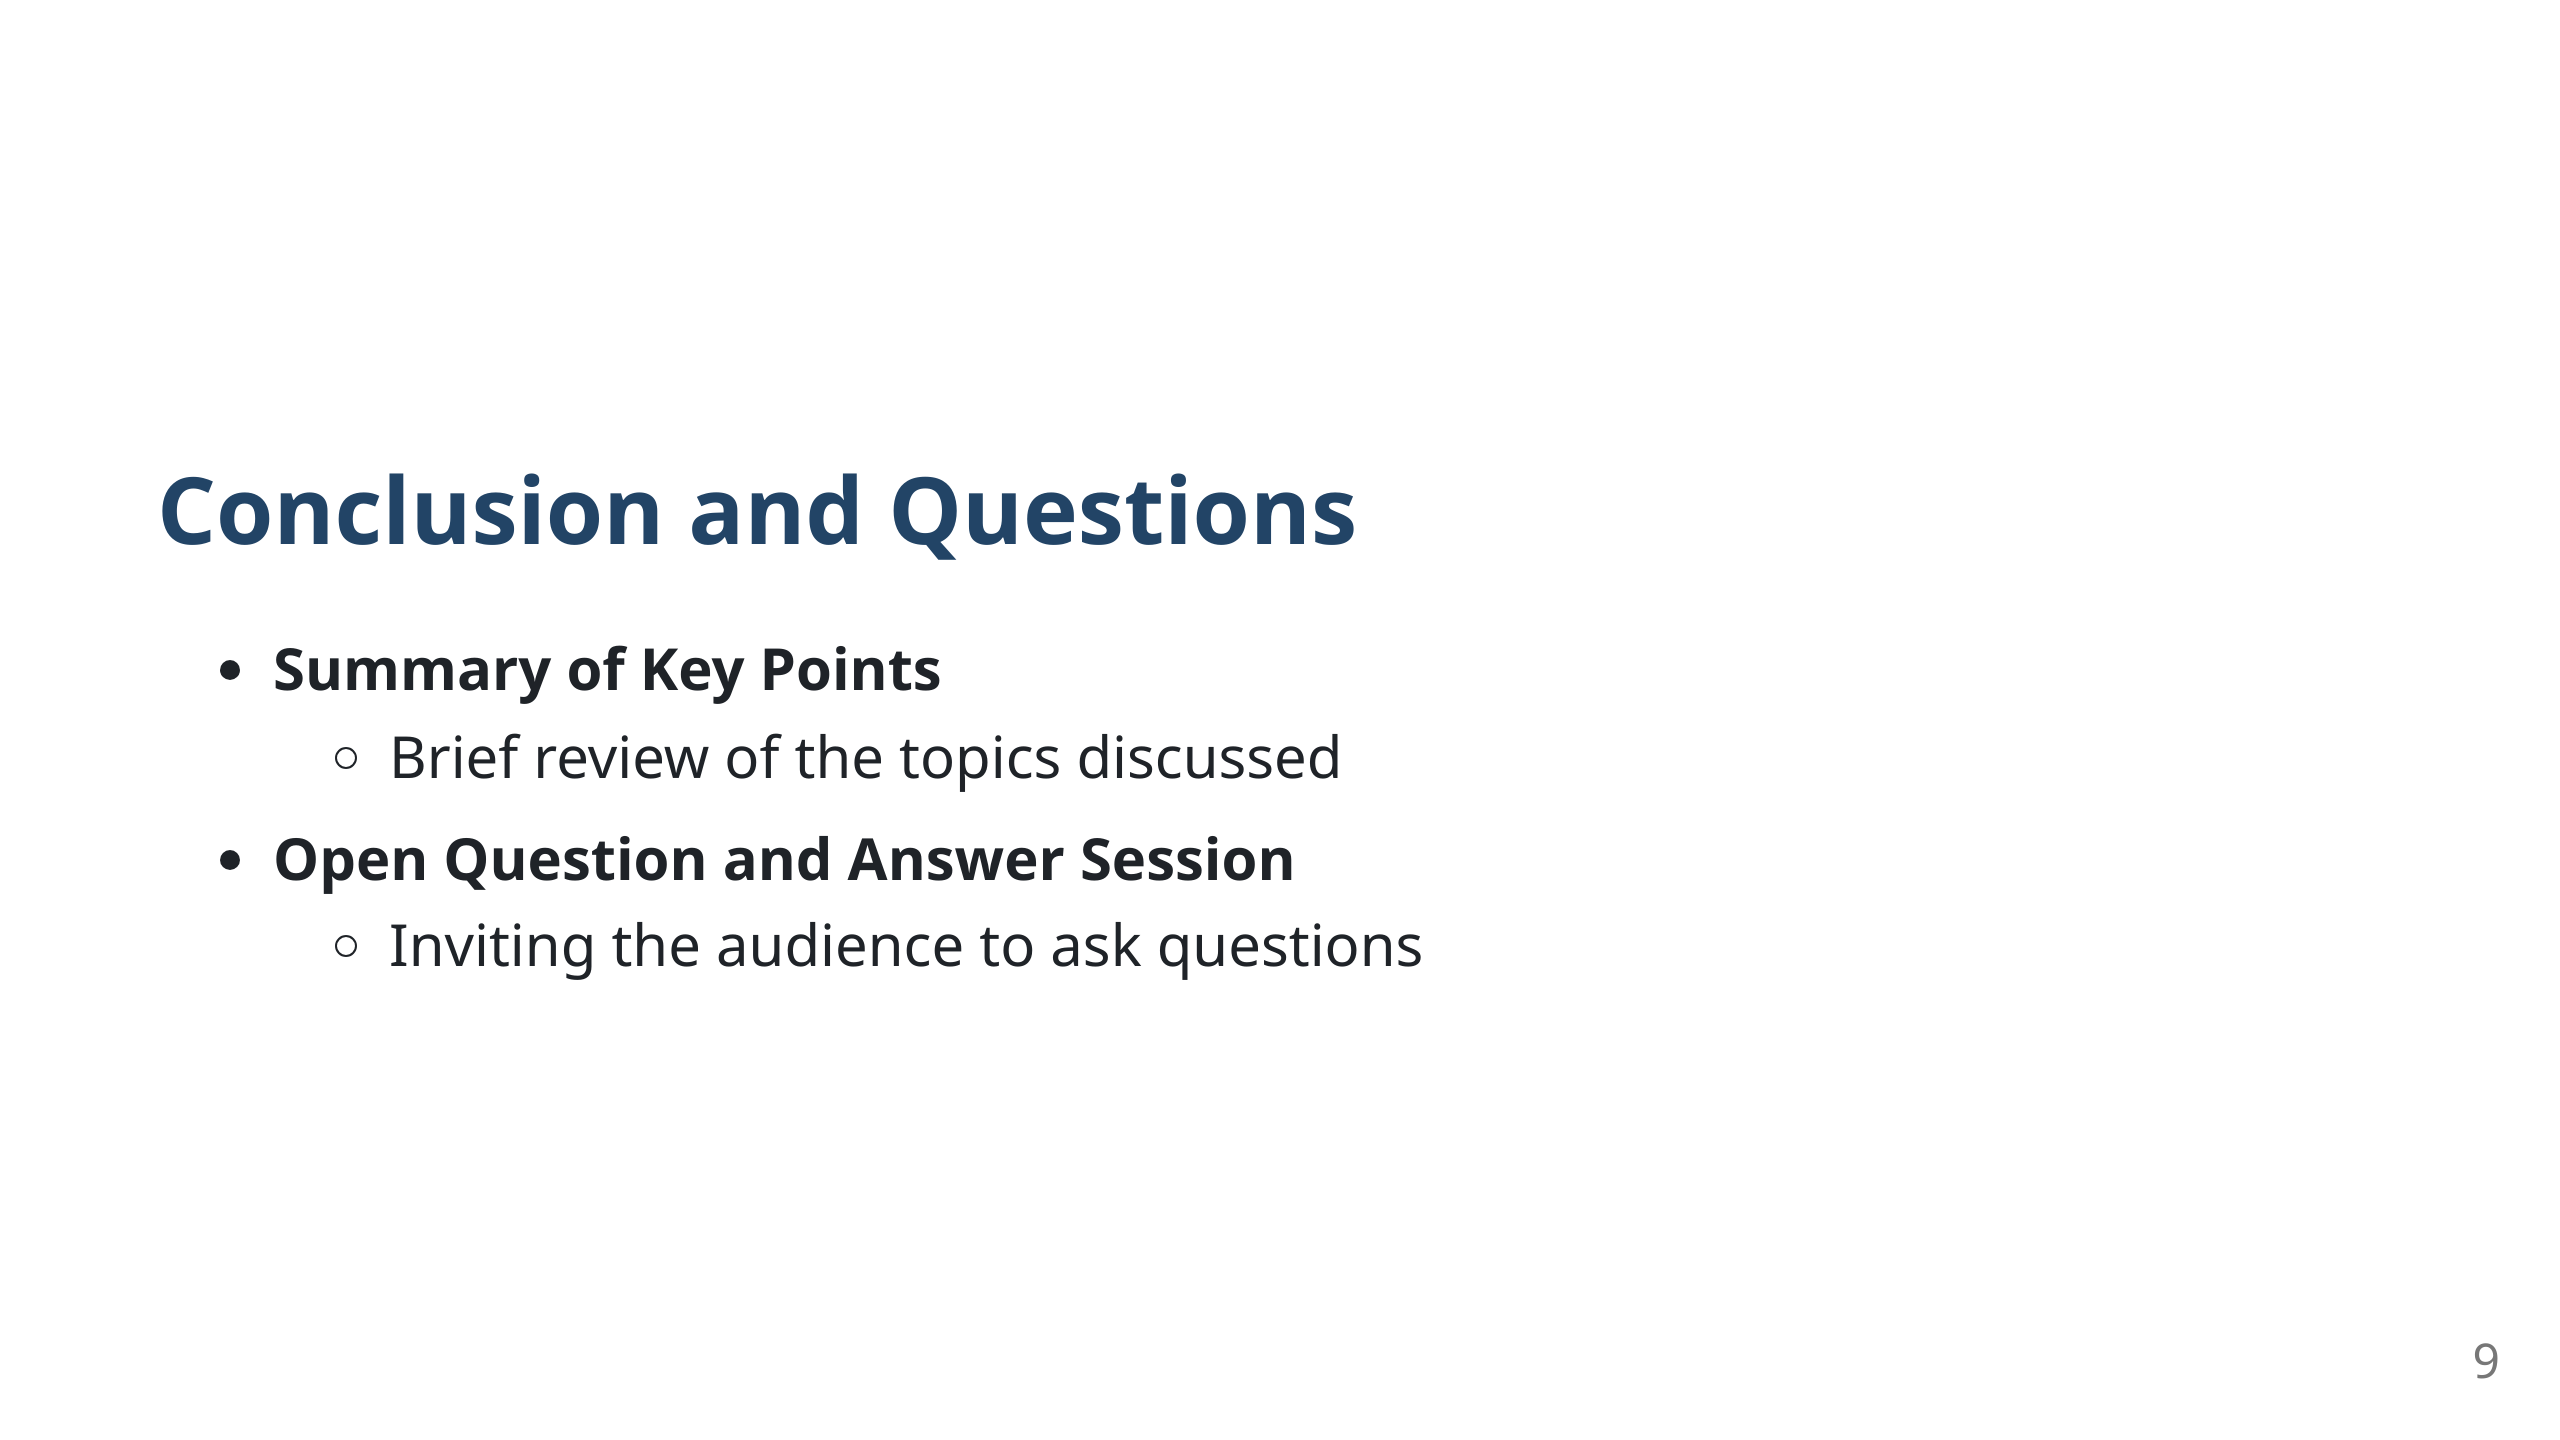 Conclusion and Questions
• Summary of Key Points
○ Brief review of the topics discussed
• Open Question and Answer Session
○ Inviting the audience to ask questions
9